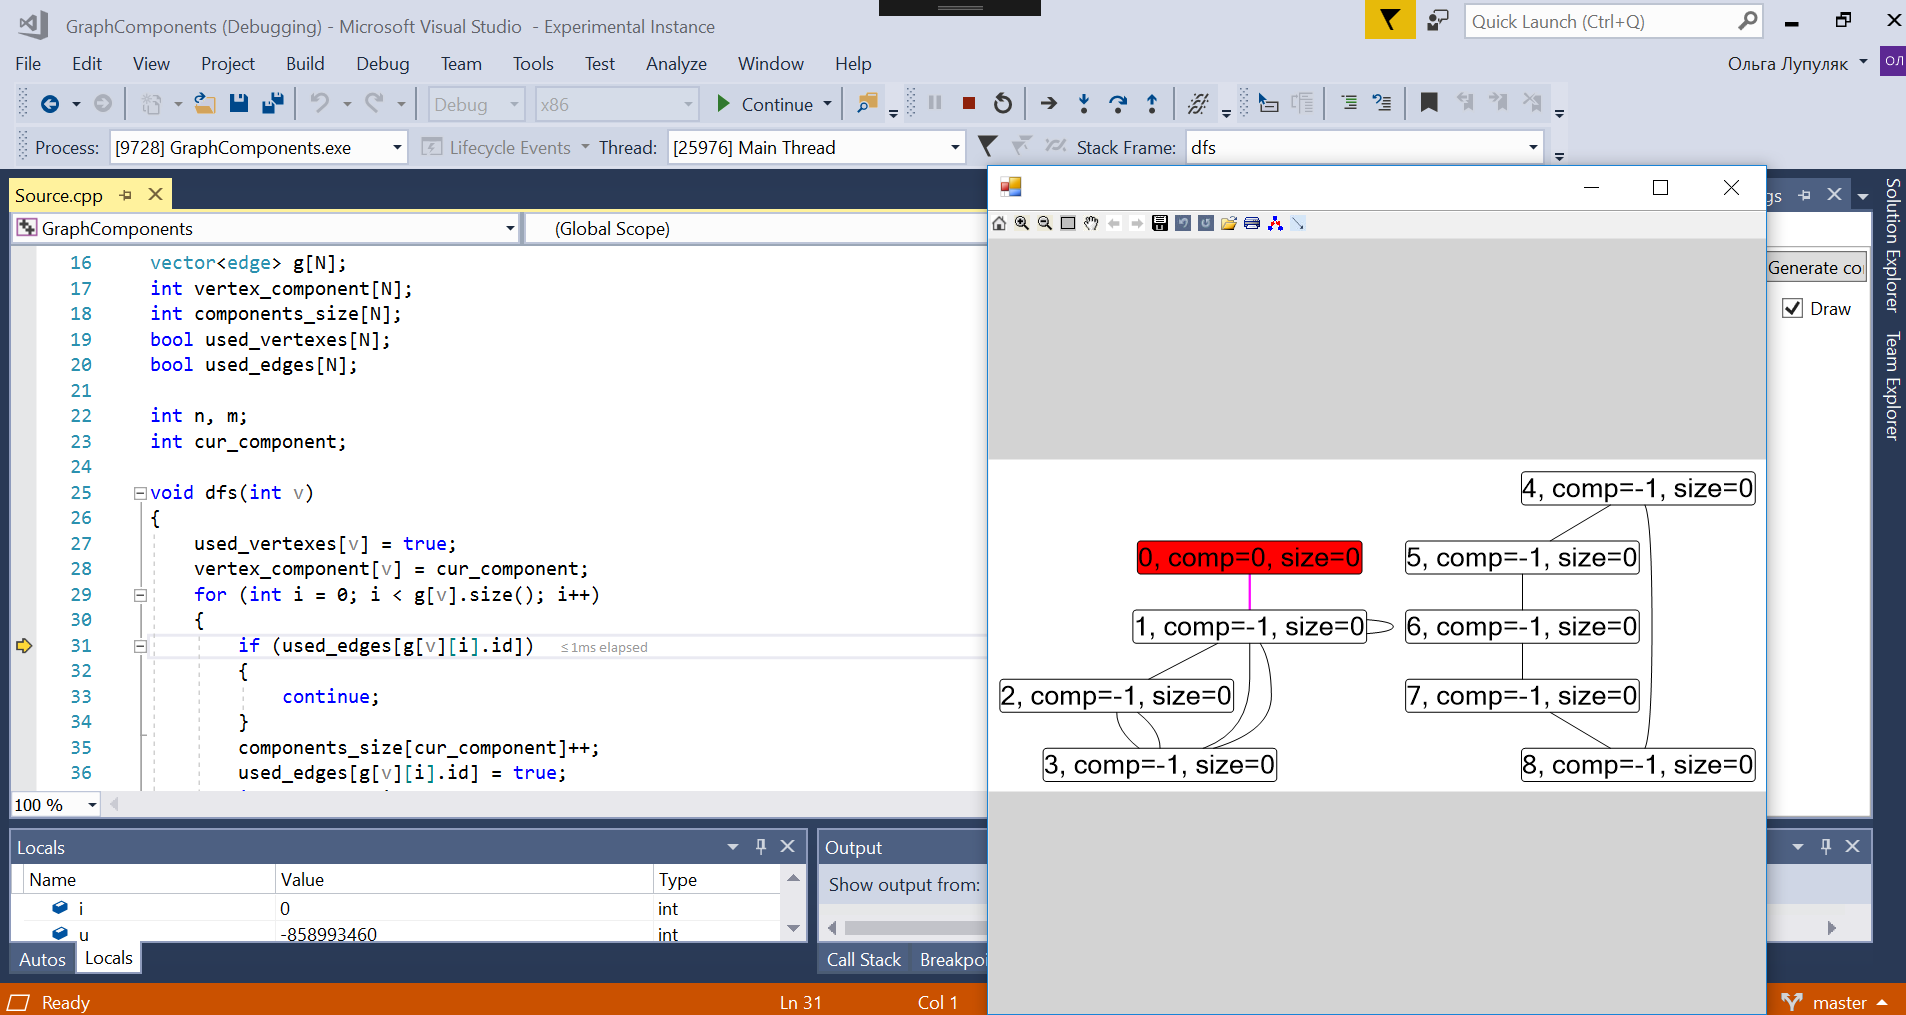 GraphComponents (Debugging) - Microsoft Visual Studio - Experimental Instance
Quick Launch (Ctrl+Q)
File Edit View Project Build Debug Team Tools Test Analyze Window Help
Ольга Лупуляк
ОЛ
Debug x86 Continue
Process: [9728] GraphComponents.exe Lifecycle Events Thread: [25976] Main Thread Stack Frame: dfs
Source.cpp
gs
GraphComponents (Global Scope)
16 vector<edge> g[N];
17 int vertex_component[N];
18 int components_size[N];
19 bool used_vertexes[N];
20 bool used_edges[N];
21
22 int n, m;
23 int cur_component;
24
25 void dfs(int v)
26 {
27 used_vertexes[v] = true;
28 vertex_component[v] = cur_component;
29 for (int i = 0; i < g[v].size(); i++)
30 {
31 if (used_edges[g[v][i].id]) ≤1ms elapsed
32 {
33 continue;
34 }
35 components_size[cur_component]++;
36 used_edges[g[v][i].id] = true;
100 %
4, comp=-1, size=0
0, comp=0, size=0
5, comp=-1, size=0
1, comp=-1, size=0
6, comp=-1, size=0
2, comp=-1, size=0
7, comp=-1, size=0
3, comp=-1, size=0
8, comp=-1, size=0
Generate co
Draw
Solution Explorer
Team Explorer
Locals
Name Value Type
i 0 int
u -858993460 int
Autos Locals
Output
Show output from:
Call Stack Breakpoi
Ready Ln 31 Col 1 master